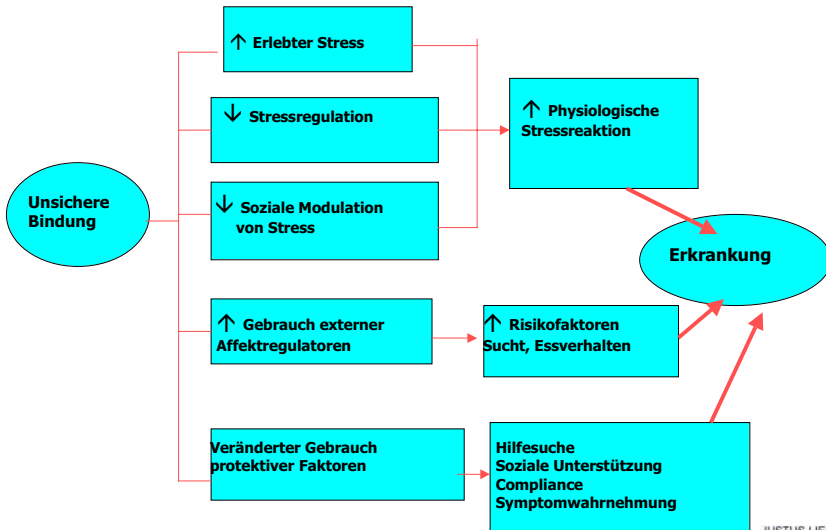 ↑ Erlebter Stress
↓ Stressregulation
↑ Physiologische
Stressreaktion
Unsichere
Bindung
↓ Soziale Modulation
von Stress
Erkrankung
↑ Gebrauch externer
Affektregulatoren
↑ Risikofaktoren
Sucht, Essverhalten
Veränderter Gebrauch
protektiver Faktoren
Hilfesuche
Soziale Unterstützung
Compliance
Symptomwahrnehmung